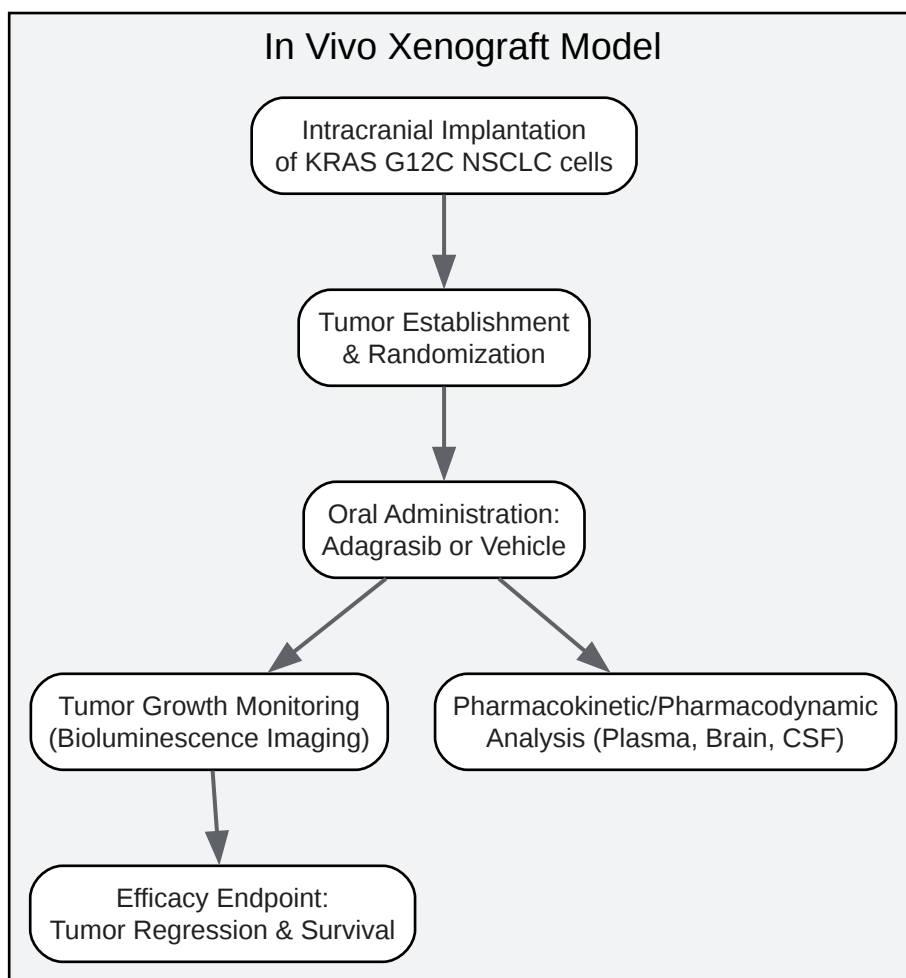 In Vivo Xenograft Model
Intracranial Implantation
of KRAS G12C NSCLC cells
Tumor Establishment
& Randomization
Oral Administration:
Adagrasib or Vehicle
Tumor Growth Monitoring
(Bioluminescence Imaging)
Pharmacokinetic/Pharmacodynamic
Analysis (Plasma, Brain, CSF)
Efficacy Endpoint:
Tumor Regression & Survival